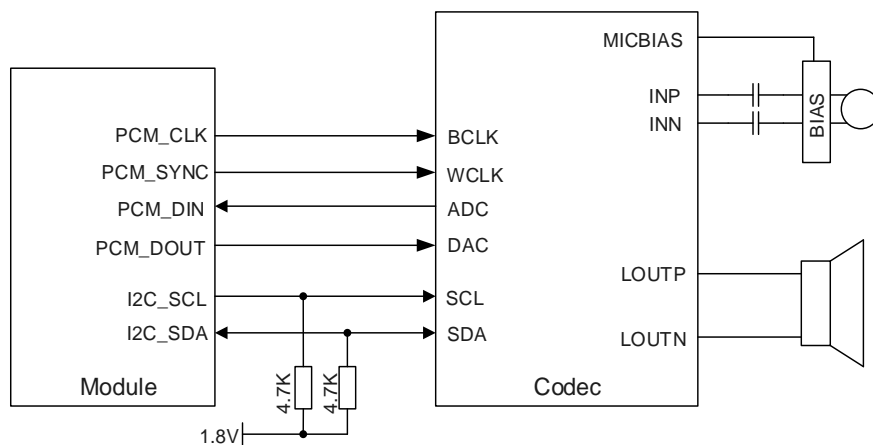 MICBIAS
INP
INN
BIAS
PCM_CLK
BCLK
PCM_SYNC
WCLK
PCM_DIN
ADC
PCM_DOUT
DAC
I2C_SCL
SCL
I2C_SDA
SDA
LOUTP
LOUTN
Module
4.7K
4.7K
Codec
1.8V